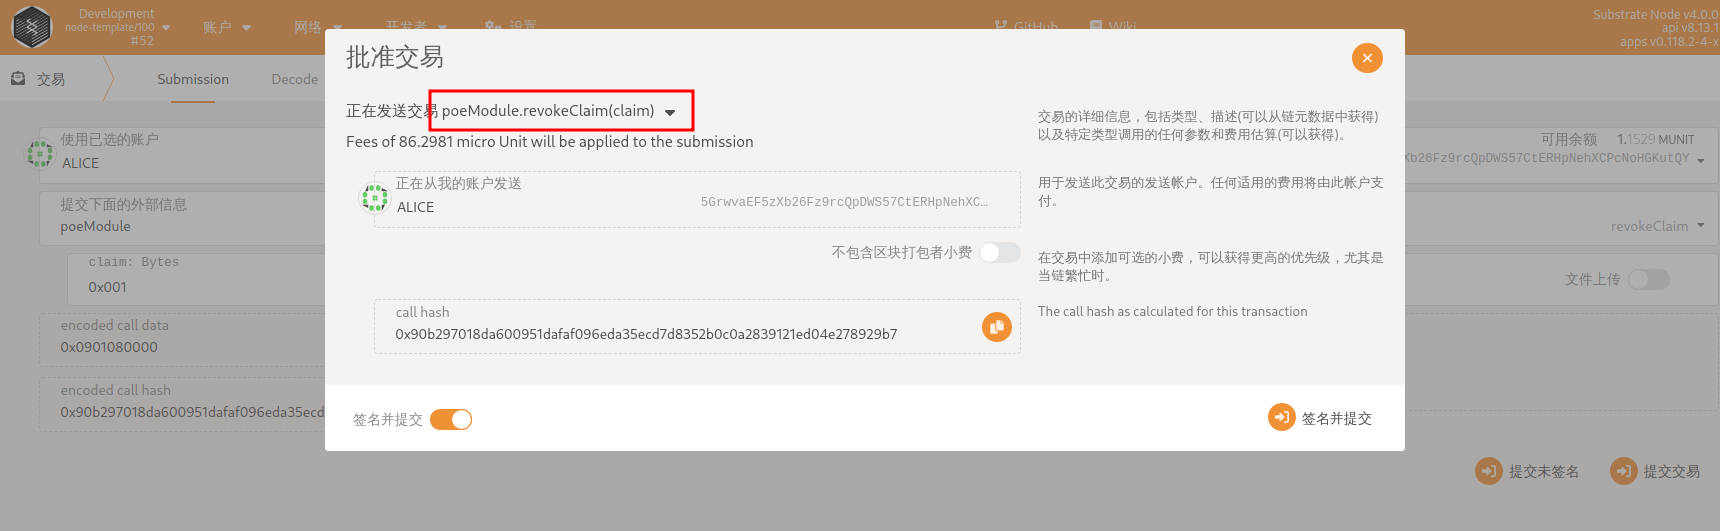 Development
node-template/100
#52
账户
网络
开发者
设置
GitHub
Wiki
Substrate Node v4.0.0
api v8.13.1
apps v0.118.2-4-x
交易
Submission
Decode
批准交易
正在发送交易 poeModule.revokeClaim(claim)
Fees of 86.2981 micro Unit will be applied to the submission
交易的详细信息，包括类型、描述(可以从链元数据中获得)
以及特定类型调用的任何参数和费用估算(可以获得)。
正在从我的账户发送
ALICE
5GrwvaEF5zXb26Fz9rcQpDWS57CtERHpNehXC…
用于发送此交易的发送帐户。任何适用的费用将由此帐户支
付。
不包含区块打包者小费
在交易中添加可选的小费，可以获得更高的优先级，尤其是
当链繁忙时。
call hash
0x90b297018da600951dafaf096eda35ecd7d8352b0c0a2839121ed04e278929b7
The call hash as calculated for this transaction
签名并提交
签名并提交
使用已选的账户
ALICE
可用余额 1.1529 MUNIT
Xb26Fz9rcQpDWS57CtERHpNehXCPcNoHGKutQY
提交下面的外部信息
poeModule
revokeClaim
claim: Bytes
0x001
文件上传
encoded call data
0x0901080000
encoded call hash
0x90b297018da600951dafaf096eda35ecd
提交未签名
提交交易